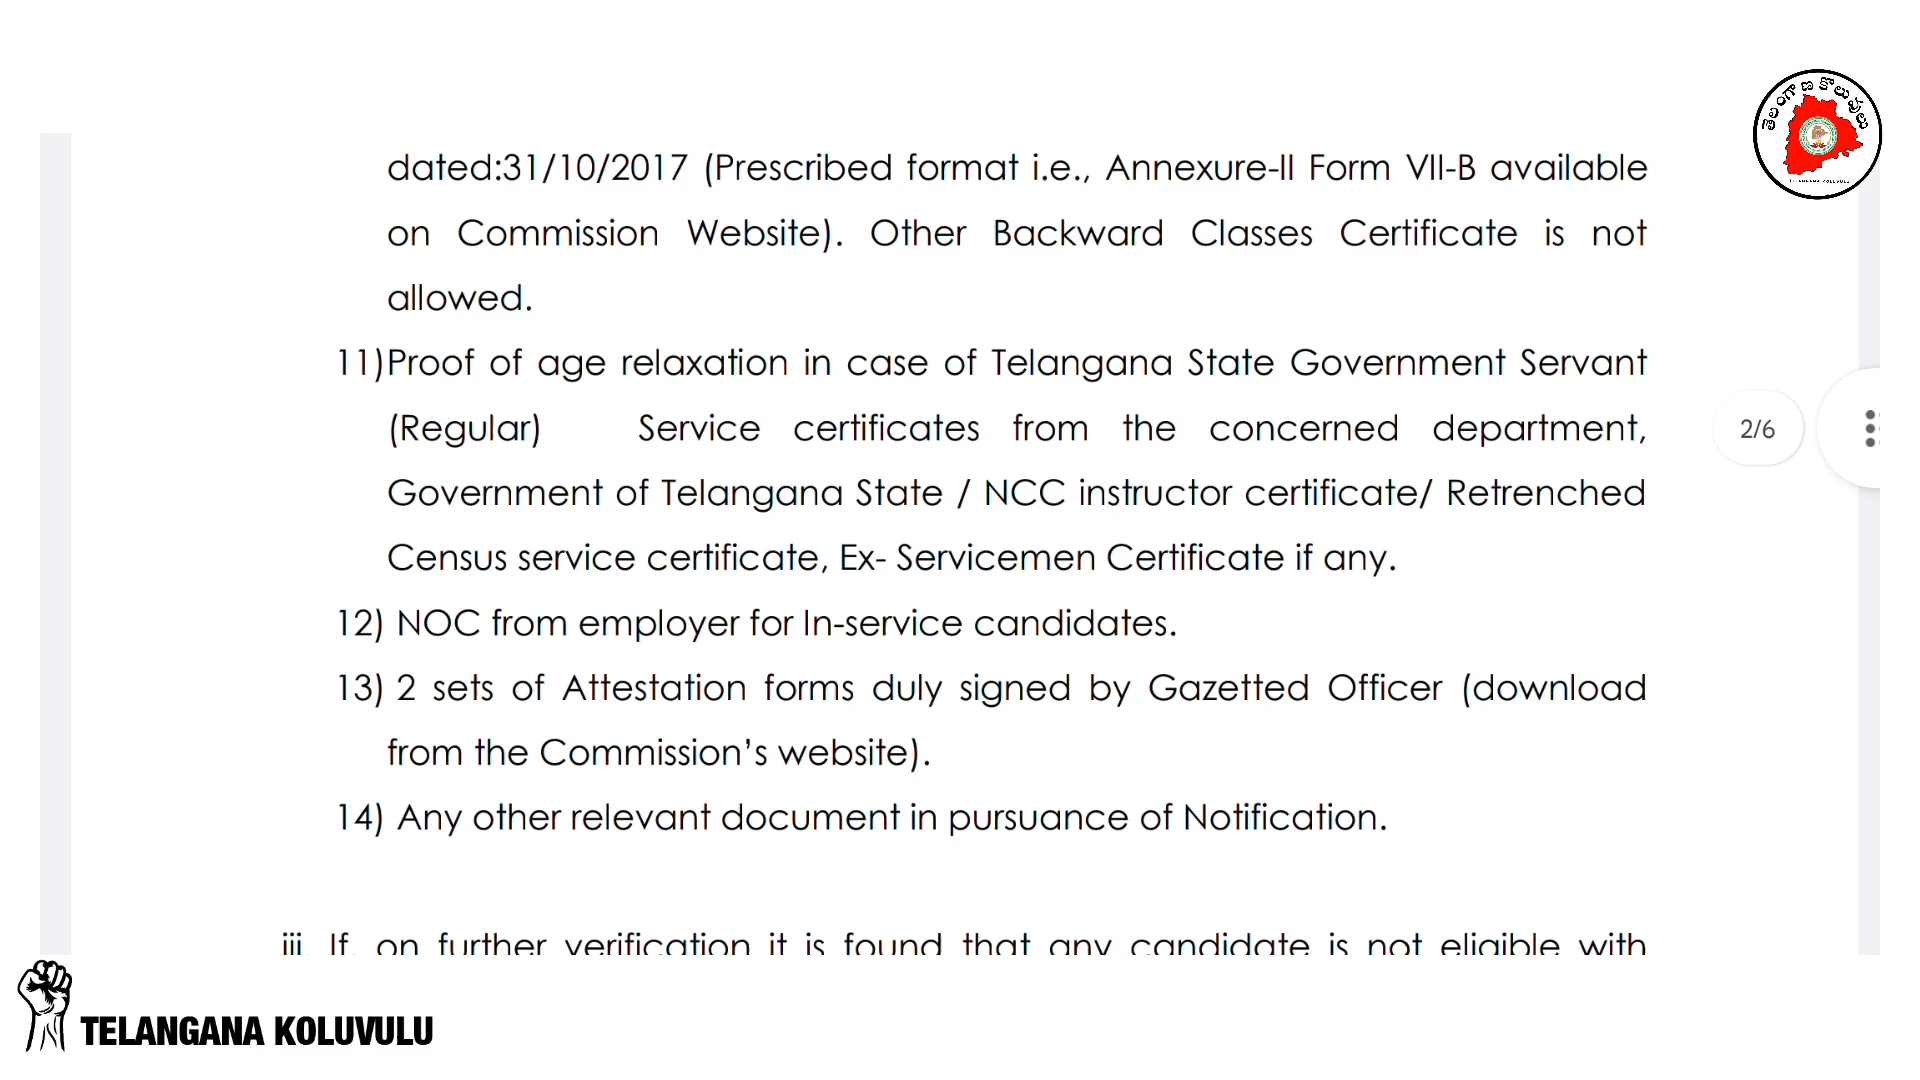 తెలంగాణ కొలువులు
TELANGANA KOLUVULU
dated:31/10/2017 (Prescribed format i.e., Annexure-II Form VII-B available
on Commission Website). Other Backward Classes Certificate is not
allowed.
11)Proof of age relaxation in case of Telangana State Government Servant
(Regular) Service certificates from the concerned department,
2/6
Government of Telangana State / NCC instructor certificate/ Retrenched
Census service certificate, Ex- Servicemen Certificate if any.
12) NOC from employer for In-service candidates.
13) 2 sets of Attestation forms duly signed by Gazetted Officer (download
from the Commission’s website).
14) Any other relevant document in pursuance of Notification.
iii. If, on further verification it is found that any candidate is not eligible with
TELANGANA KOLUVULU